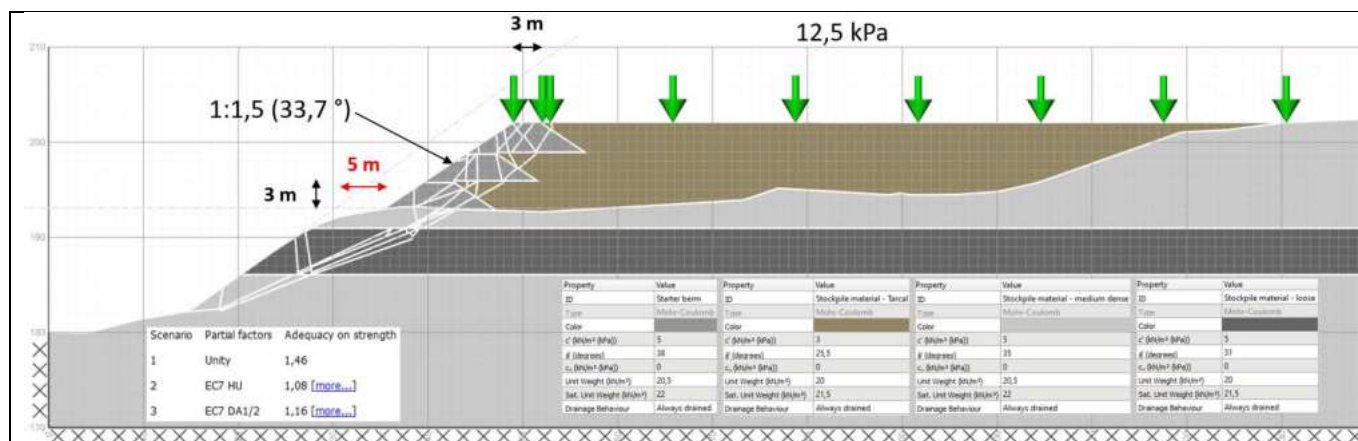 3 m
12,5 kPa
210
1:1,5 (33,7 °)
200
5 m
3 m
190
Property Value Property Value Property Value Property Value
ID Starter berm ID Stockpile material - Tarcal ID Stockpile material - medium dense ID Stockpile material - loose
Type Mohr-Coulomb Type Mohr-Coulomb Type Mohr-Coulomb Type Mohr-Coulomb
Color Color Color Color
c' (kN/m² (kPa)) 5 c' (kN/m² (kPa)) 3 c' (kN/m² (kPa)) 5 c' (kN/m² (kPa)) 5
ϕ' (degrees) 38 ϕ' (degrees) 21,5 ϕ' (degrees) 35 ϕ' (degrees) 31
cᵤ (kN/m² (kPa)) 0 cᵤ (kN/m² (kPa)) 0 cᵤ (kN/m² (kPa)) 0 cᵤ (kN/m² (kPa)) 0
Unit Weight (kN/m³) 20,5 Unit Weight (kN/m³) 20 Unit Weight (kN/m³) 20,5 Unit Weight (kN/m³) 20
Sat. Unit Weight (kN/m³) 22 Sat. Unit Weight (kN/m³) 21,5 Sat. Unit Weight (kN/m³) 22 Sat. Unit Weight (kN/m³) 21,5
Drainage Behaviour Always drained Drainage Behaviour Always drained Drainage Behaviour Always drained Drainage Behaviour Always drained
180
Scenario Partial factors Adequacy on strength
1 Unity 1,46
2 EC7 HU 1,08 [more...]
3 EC7 DA1/2 1,16 [more...]
170